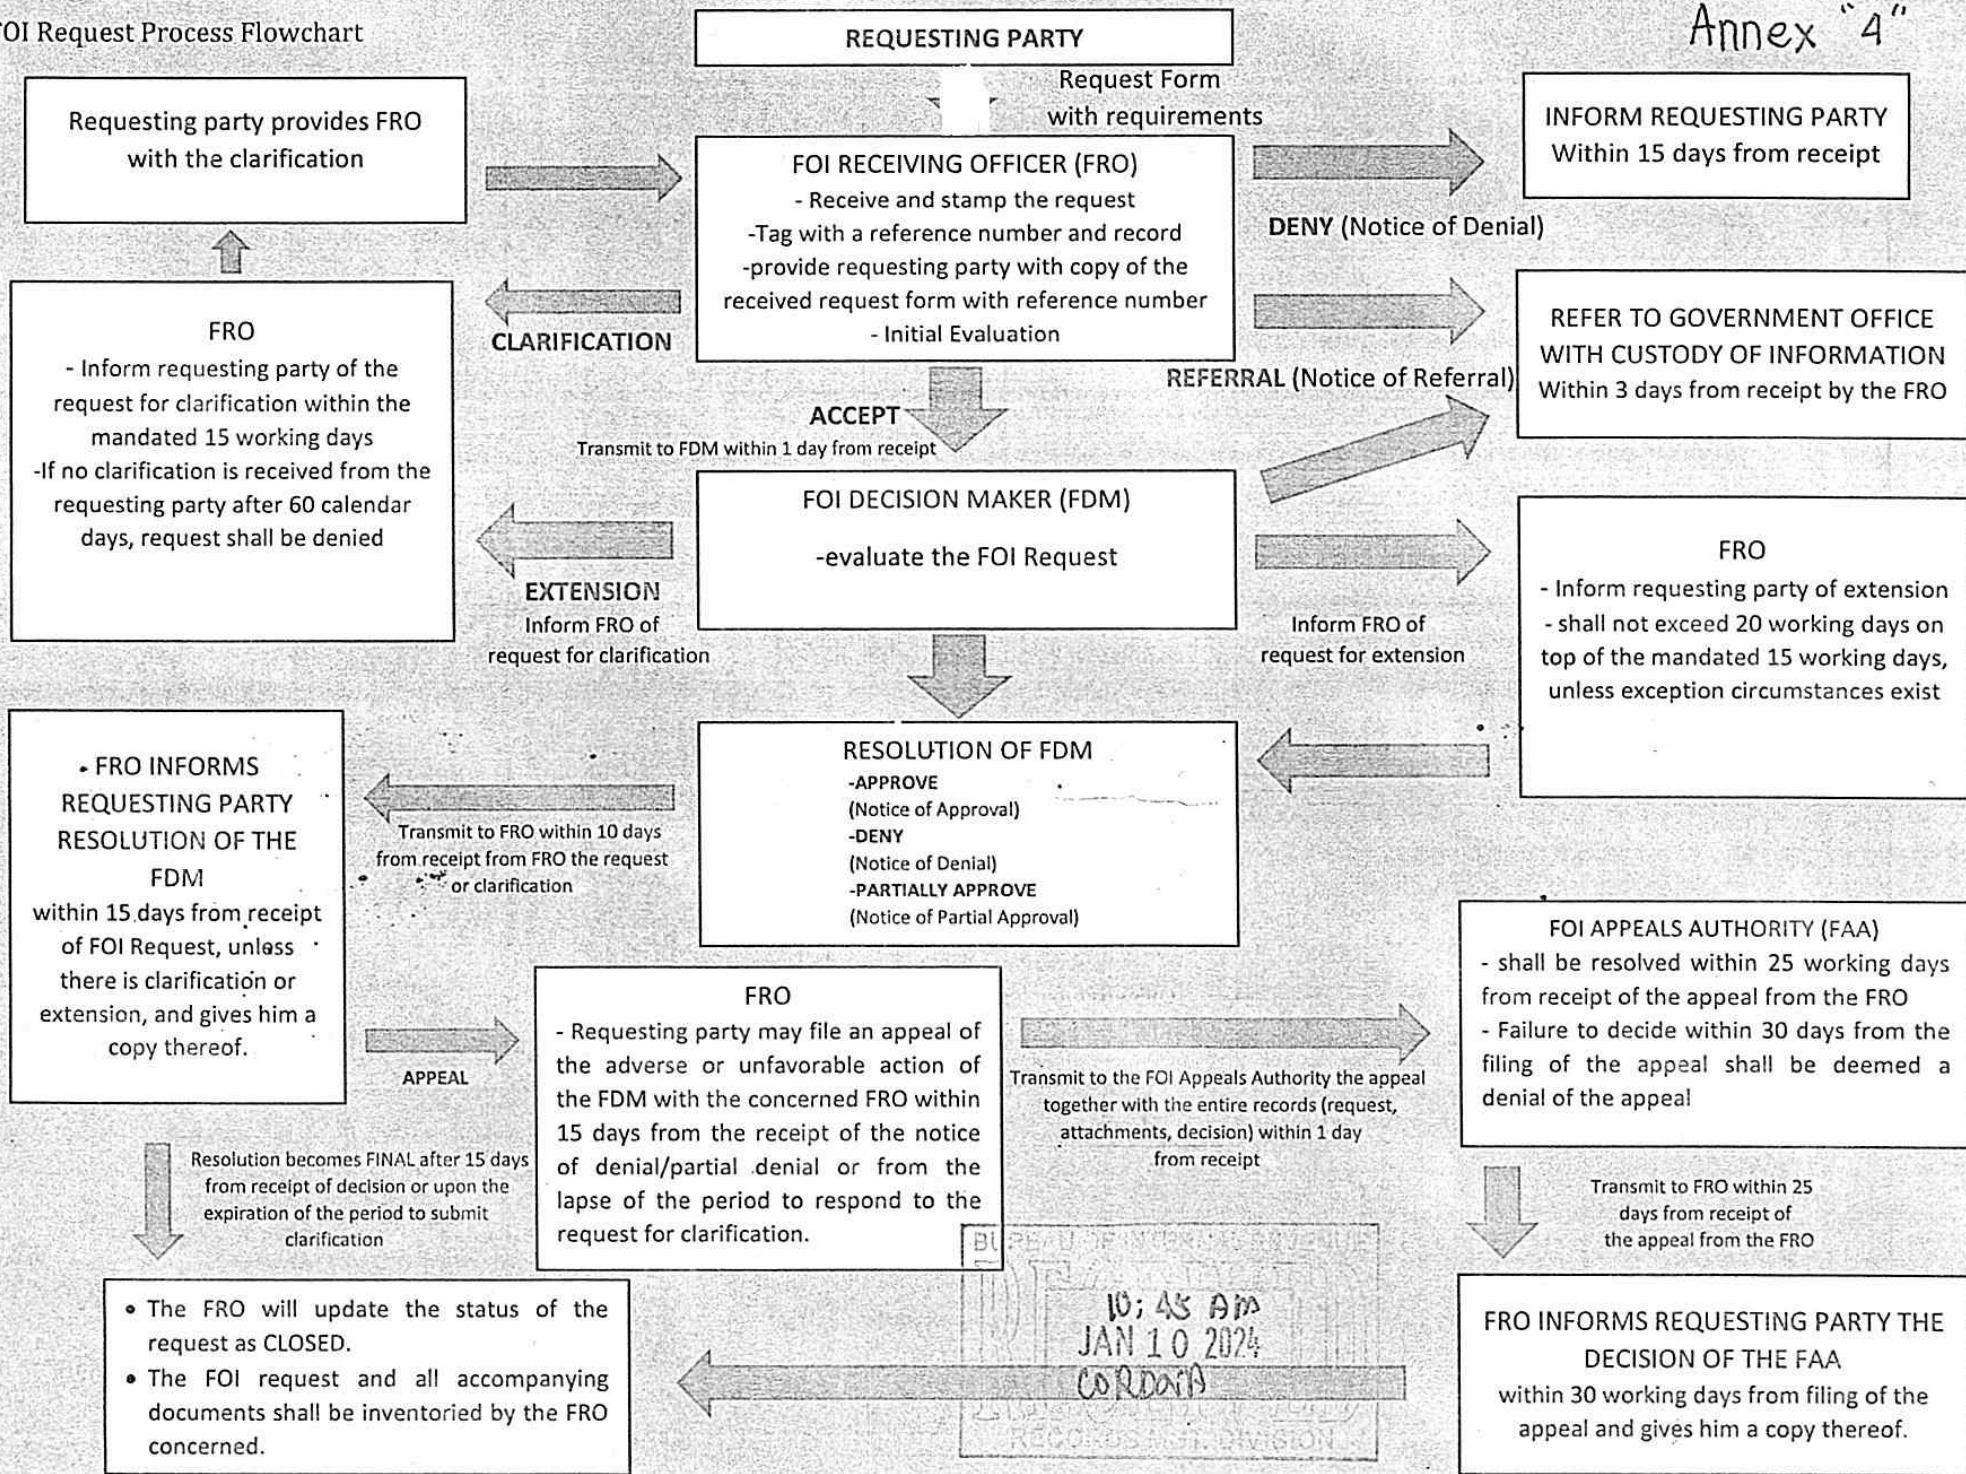 FOI Request Process Flowchart
Annex "4"
REQUESTING PARTY
Request Form
with requirements
Requesting party provides FRO
with the clarification
FOI RECEIVING OFFICER (FRO)
- Receive and stamp the request
-Tag with a reference number and record
-provide requesting party with copy of the
received request form with reference number
- Initial Evaluation
INFORM REQUESTING PARTY
Within 15 days from receipt
DENY (Notice of Denial)
CLARIFICATION
REFERRAL (Notice of Referral)
REFER TO GOVERNMENT OFFICE
WITH CUSTODY OF INFORMATION
Within 3 days from receipt by the FRO
FRO
- Inform requesting party of the
request for clarification within the
mandated 15 working days
-If no clarification is received from the
requesting party after 60 calendar
days, request shall be denied
ACCEPT
Transmit to FDM within 1 day from receipt
FOI DECISION MAKER (FDM)
-evaluate the FOI Request
EXTENSION
Inform FRO of
request for clarification
Inform FRO of
request for extension
FRO
- Inform requesting party of extension
- shall not exceed 20 working days on
top of the mandated 15 working days,
unless exception circumstances exist
RESOLUTION OF FDM
-APPROVE
(Notice of Approval)
-DENY
(Notice of Denial)
-PARTIALLY APPROVE
(Notice of Partial Approval)
Transmit to FRO within 10 days
from receipt from FRO the request
or clarification
FRO INFORMS
REQUESTING PARTY
RESOLUTION OF THE
FDM
within 15 days from receipt
of FOI Request, unless
there is clarification or
extension, and gives him a
copy thereof.
APPEAL
FRO
- Requesting party may file an appeal of
the adverse or unfavorable action of
the FDM with the concerned FRO within
15 days from the receipt of the notice
of denial/partial denial or from the
lapse of the period to respond to the
request for clarification.
Transmit to the FOI Appeals Authority the appeal
together with the entire records (request,
attachments, decision) within 1 day
from receipt
FOI APPEALS AUTHORITY (FAA)
- shall be resolved within 25 working days
from receipt of the appeal from the FRO
- Failure to decide within 30 days from the
filing of the appeal shall be deemed a
denial of the appeal
Resolution becomes FINAL after 15 days
from receipt of decision or upon the
expiration of the period to submit
clarification
Transmit to FRO within 25
days from receipt of
the appeal from the FRO
• The FRO will update the status of the
request as CLOSED.
• The FOI request and all accompanying
documents shall be inventoried by the FRO
concerned.
BUREAU OF INTERNAL REVENUE
10:45 AM
JAN 10 2024
RECORDS MGT. DIVISION
FRO INFORMS REQUESTING PARTY THE
DECISION OF THE FAA
within 30 working days from filing of the
appeal and gives him a copy thereof.